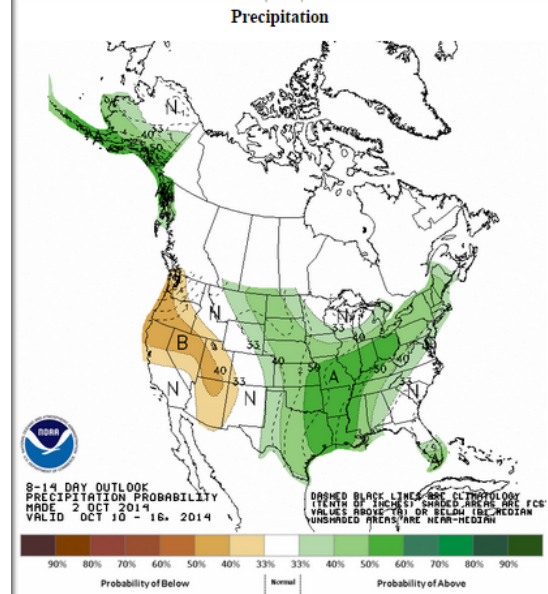 Precipitation
N
A
33
40
50
N
N
33
B
33
40
50
A
40
33
50
40
33
N
N
N
33
A
NOAA
8-14 DAY OUTLOOK
PRECIPITATION PROBABILITY
MADE 2 OCT 2014
VALID OCT 10 - 16, 2014
DASHED BLACK LINES ARE CLIMATOLOGY
(TENTH OF INCHES) SHADED AREAS ARE FCST
VALUES ABOVE (A) OR BELOW (B) MEDIAN
UNSHADED AREAS ARE NEAR-MEDIAN
90% 80% 70% 60% 50% 40% 33% 33% 40% 50% 60% 70% 80% 90%
Probability of Below Normal Probability of Above